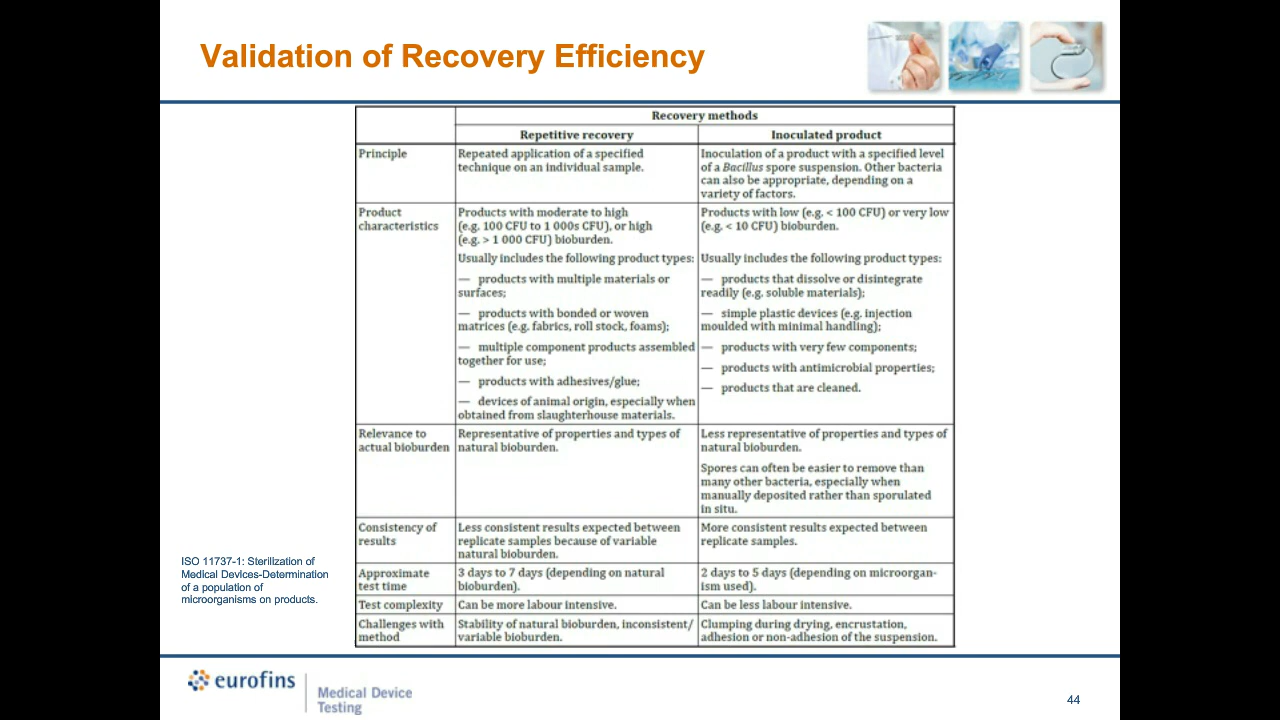 Validation of Recovery Efficiency
Recovery methods
Repetitive recovery
Inoculated product
Principle
Repeated application of a specified
technique on an individual sample.
Inoculation of a product with a specified level
of a Bacillus spore suspension. Other bacteria
can also be appropriate, depending on a
variety of factors.
Product
characteristics
Products with moderate to high
(e.g. 100 CFU to 1 000s CFU), or high
(e.g. > 1 000 CFU) bioburden.
Usually includes the following product types:
— products with multiple materials or
surfaces;
— products with bonded or woven
matrices (e.g. fabrics, roll stock, foams);
— multiple component products assembled
together for use;
— products with adhesives/glue;
— devices of animal origin, especially when
obtained from slaughterhouse materials.
Products with low (e.g. < 100 CFU) or very low
(e.g. < 10 CFU) bioburden.
Usually includes the following product types:
— products that dissolve or disintegrate
readily (e.g. soluble materials);
— simple plastic devices (e.g. injection
moulded with minimal handling);
— products with very few components;
— products with antimicrobial properties;
— products that are cleaned.
Relevance to
actual bioburden
Representative of properties and types of
natural bioburden.
Less representative of properties and types of
natural bioburden.
Spores can often be easier to remove than
many other bacteria, especially when
manually deposited rather than sporulated
in situ.
Consistency of
results
Less consistent results expected between
replicate samples because of variable
natural bioburden.
More consistent results expected between
replicate samples.
Approximate
test time
3 days to 7 days (depending on natural
bioburden).
2 days to 5 days (depending on microorgan-
ism used).
Test complexity
Can be more labour intensive.
Can be less labour intensive.
Challenges with
method
Stability of natural bioburden, inconsistent/
variable bioburden.
Clumping during drying, encrustation,
adhesion or non-adhesion of the suspension.
ISO 11737-1: Sterilization of
Medical Devices-Determination
of a population of
microorganisms on products.
eurofins
Medical Device
Testing
44